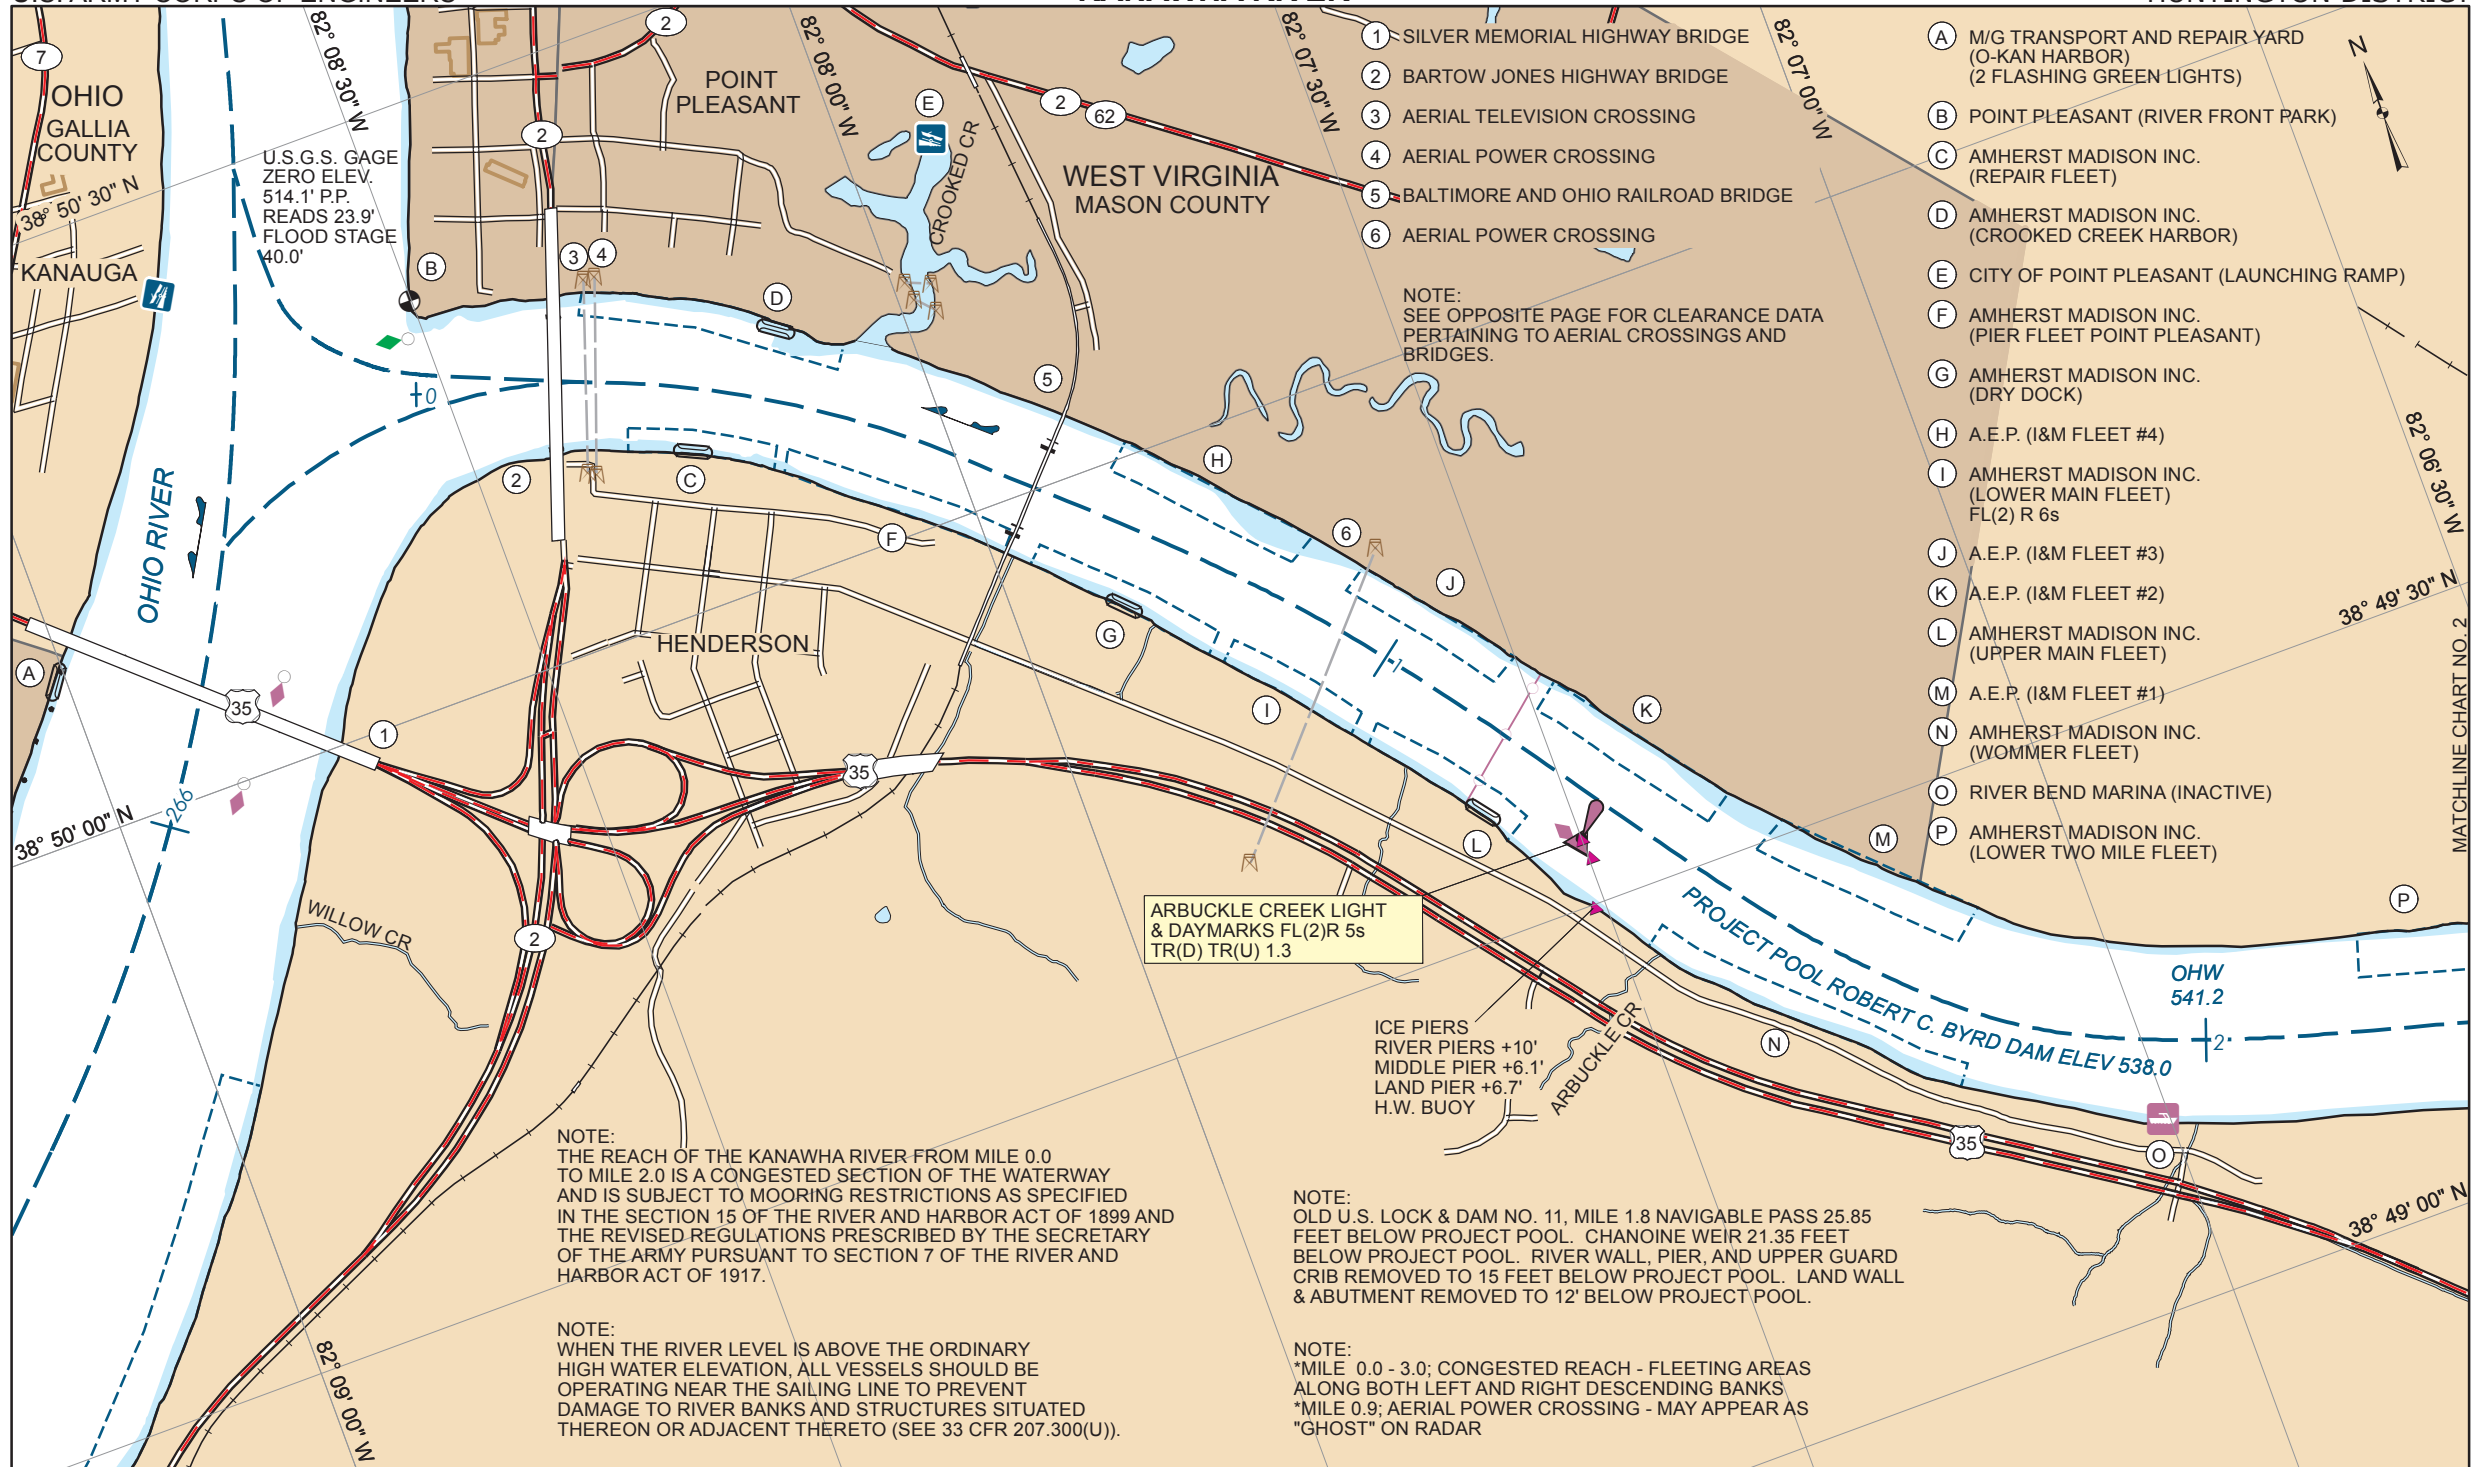 7
OHIO
GALLIA
COUNTY
38° 50' 30" N
KANAUGA
82° 08' 30" W
U.S.G.S. GAGE
ZERO ELEV.
514.1' P.P.
READS 23.9'
FLOOD STAGE
40.0'
B
2
2
POINT
PLEASANT
82° 08' 00" W
E
CROOKED CR
3
4
D
2
62
WEST VIRGINIA
MASON COUNTY
82° 07' 30" W
82° 07' 00" W
1 SILVER MEMORIAL HIGHWAY BRIDGE
2 BARTOW JONES HIGHWAY BRIDGE
3 AERIAL TELEVISION CROSSING
4 AERIAL POWER CROSSING
5 BALTIMORE AND OHIO RAILROAD BRIDGE
6 AERIAL POWER CROSSING
NOTE:
SEE OPPOSITE PAGE FOR CLEARANCE DATA
PERTAINING TO AERIAL CROSSINGS AND
BRIDGES.
A M/G TRANSPORT AND REPAIR YARD
(O-KAN HARBOR)
(2 FLASHING GREEN LIGHTS)
B POINT PLEASANT (RIVER FRONT PARK)
C AMHERST MADISON INC.
(REPAIR FLEET)
D AMHERST MADISON INC.
(CROOKED CREEK HARBOR)
E CITY OF POINT PLEASANT (LAUNCHING RAMP)
F AMHERST MADISON INC.
(PIER FLEET POINT PLEASANT)
G AMHERST MADISON INC.
(DRY DOCK)
H A.E.P. (I&M FLEET #4)
I AMHERST MADISON INC.
(LOWER MAIN FLEET)
FL(2) R 6s
J A.E.P. (I&M FLEET #3)
K A.E.P. (I&M FLEET #2)
L AMHERST MADISON INC.
(UPPER MAIN FLEET)
M A.E.P. (I&M FLEET #1)
N AMHERST MADISON INC.
(WOMMER FLEET)
O RIVER BEND MARINA (INACTIVE)
P AMHERST MADISON INC.
(LOWER TWO MILE FLEET)
N
82° 06' 30" W
38° 49' 30" N
MATCHLINE CHART NO. 2
0
5
2
C
F
H
6
J
G
I
1
K
L
M
P
OHIO RIVER
HENDERSON
A
35
1
35
266
38° 50' 00" N
WILLOW CR
2
ARBUCKLE CREEK LIGHT
& DAYMARKS FL(2)R 5s
TR(D) TR(U) 1.3
PROJECT POOL ROBERT C. BYRD DAM ELEV 538.0
OHW
541.2
2
ICE PIERS
RIVER PIERS +10'
MIDDLE PIER +6.1'
LAND PIER +6.7'
H.W. BUOY
ARBUCKLE CR
N
35
O
38° 49' 00" N
82° 09' 00" W
NOTE:
THE REACH OF THE KANAWHA RIVER FROM MILE 0.0
TO MILE 2.0 IS A CONGESTED SECTION OF THE WATERWAY
AND IS SUBJECT TO MOORING RESTRICTIONS AS SPECIFIED
IN THE SECTION 15 OF THE RIVER AND HARBOR ACT OF 1899 AND
THE REVISED REGULATIONS PRESCRIBED BY THE SECRETARY
OF THE ARMY PURSUANT TO SECTION 7 OF THE RIVER AND
HARBOR ACT OF 1917.
NOTE:
WHEN THE RIVER LEVEL IS ABOVE THE ORDINARY
HIGH WATER ELEVATION, ALL VESSELS SHOULD BE
OPERATING NEAR THE SAILING LINE TO PREVENT
DAMAGE TO RIVER BANKS AND STRUCTURES SITUATED
THEREON OR ADJACENT THERETO (SEE 33 CFR 207.300(U)).
NOTE:
OLD U.S. LOCK & DAM NO. 11, MILE 1.8 NAVIGABLE PASS 25.85
FEET BELOW PROJECT POOL. CHANOINE WEIR 21.35 FEET
BELOW PROJECT POOL. RIVER WALL, PIER, AND UPPER GUARD
CRIB REMOVED TO 15 FEET BELOW PROJECT POOL. LAND WALL
& ABUTMENT REMOVED TO 12' BELOW PROJECT POOL.
NOTE:
*MILE 0.0 - 3.0; CONGESTED REACH - FLEETING AREAS
ALONG BOTH LEFT AND RIGHT DESCENDING BANKS
*MILE 0.9; AERIAL POWER CROSSING - MAY APPEAR AS
"GHOST" ON RADAR